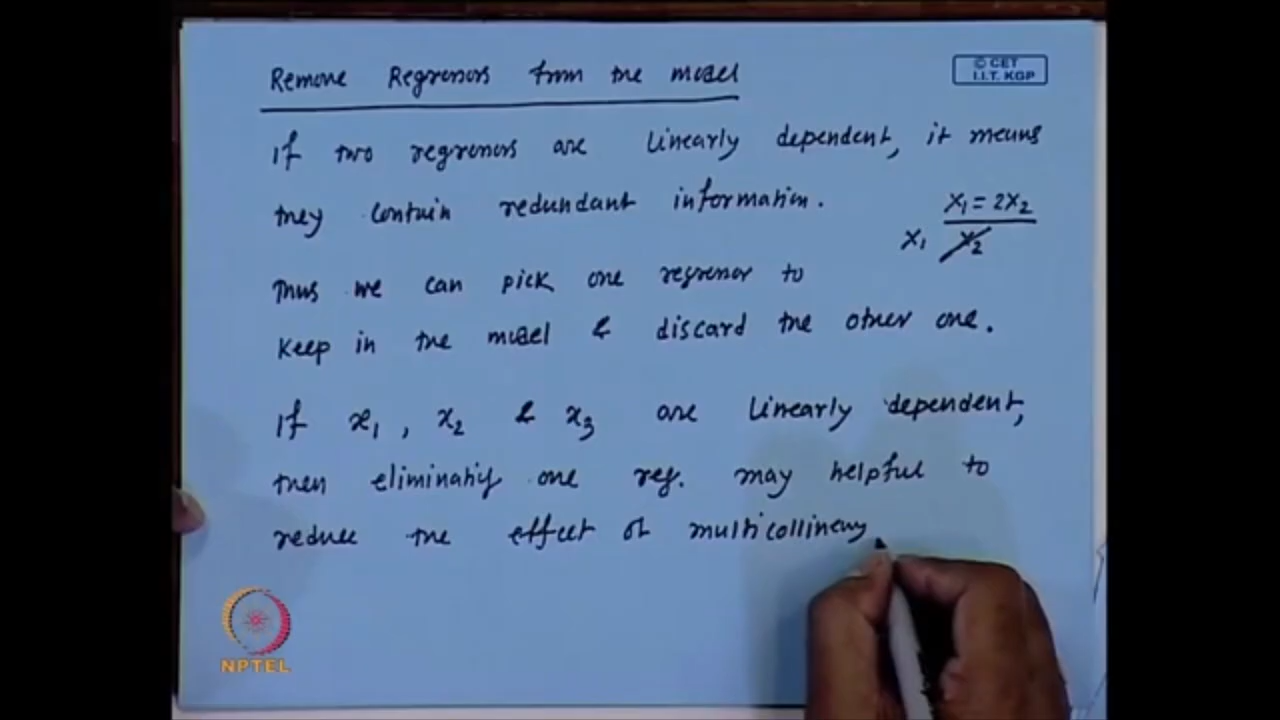 Remove Regressors from the model
© CET
I.I.T. KGP
If two regressors are linearly dependent, it means
they contain redundant information.
X₁ = 2X₂
X₁ X₂
Thus we can pick one regressor to
keep in the model & discard the other one.
If x₁, x₂ & x₃ are linearly dependent,
then eliminatig one reg. may helpful to
reduce the effect of multicollineary
NPTEL